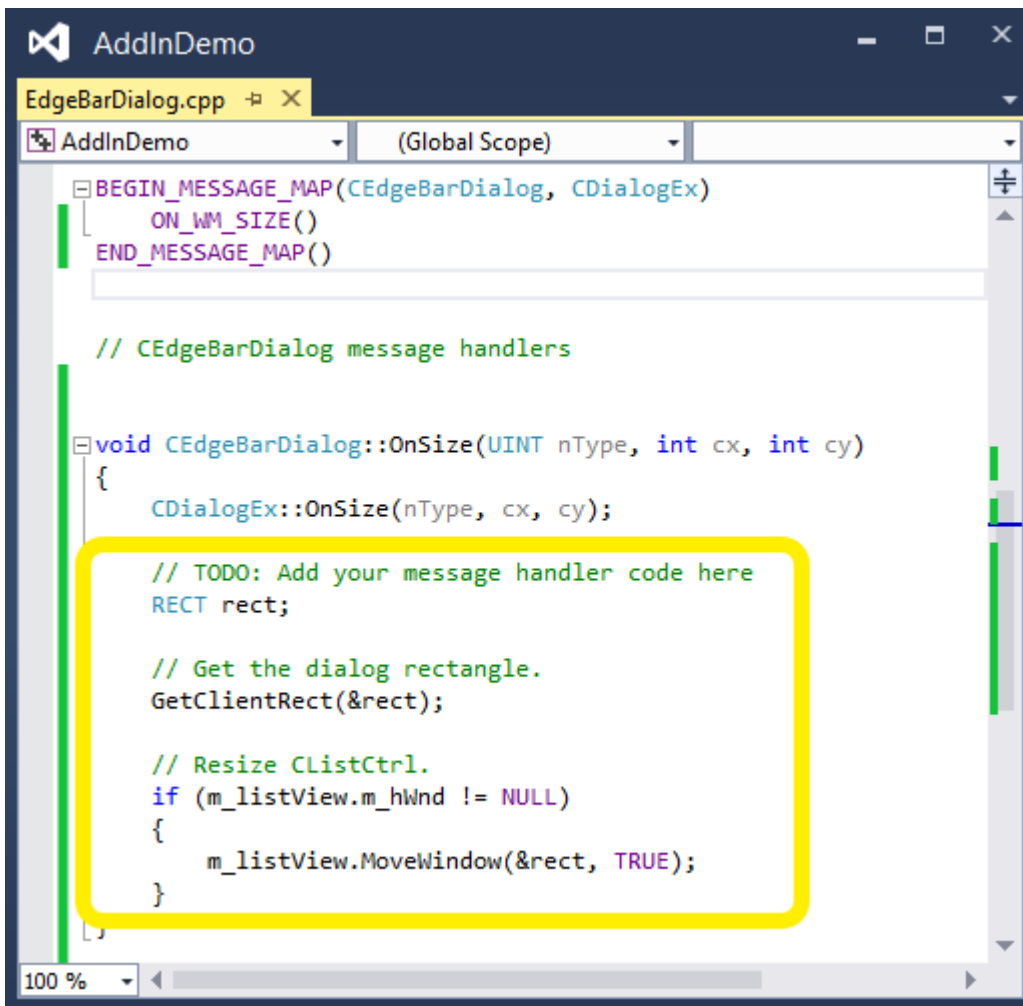 AddInDemo
EdgeBarDialog.cpp
AddInDemo (Global Scope)
BEGIN_MESSAGE_MAP(CEdgeBarDialog, CDialogEx)
    ON_WM_SIZE()
END_MESSAGE_MAP()
// CEdgeBarDialog message handlers
void CEdgeBarDialog::OnSize(UINT nType, int cx, int cy)
{
    CDialogEx::OnSize(nType, cx, cy);
    // TODO: Add your message handler code here
    RECT rect;
    // Get the dialog rectangle.
    GetClientRect(&rect);
    // Resize CListCtrl.
    if (m_listView.m_hWnd != NULL)
    {
        m_listView.MoveWindow(&rect, TRUE);
    }
}
100 %